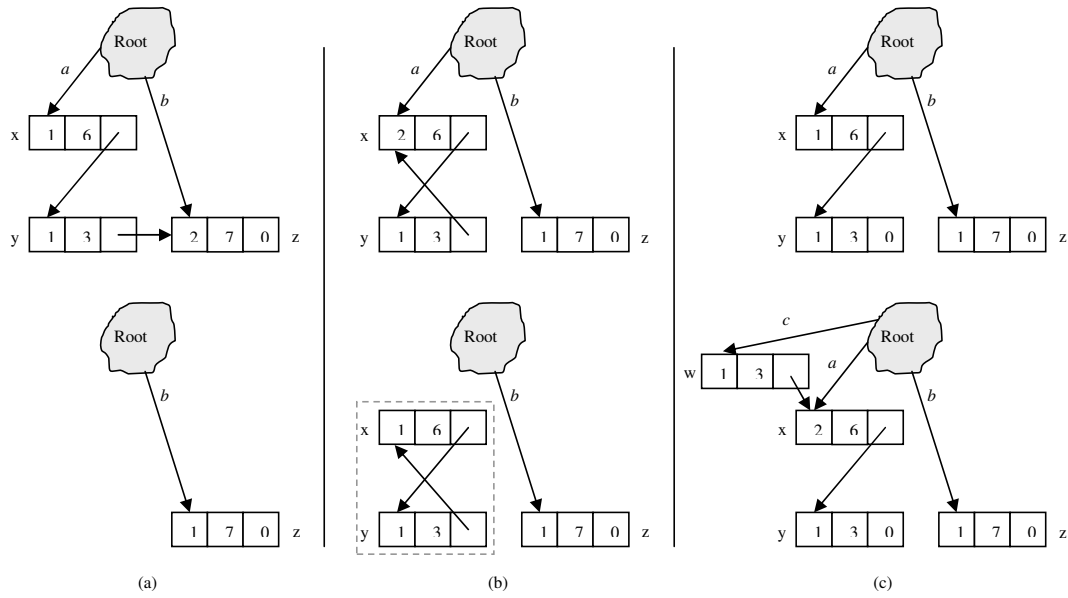 Root
a
b
x 1 6
y 1 3
2 7 0 z
Root
b
1 7 0 z
(a)
Root
a
b
x 2 6
y 1 3
1 7 0 z
Root
b
x 1 6
y 1 3
1 7 0 z
(b)
Root
a
b
x 1 6
y 1 3 0
1 7 0 z
Root
c
a
b
w 1 3
x 2 6
y 1 3 0
1 7 0 z
(c)